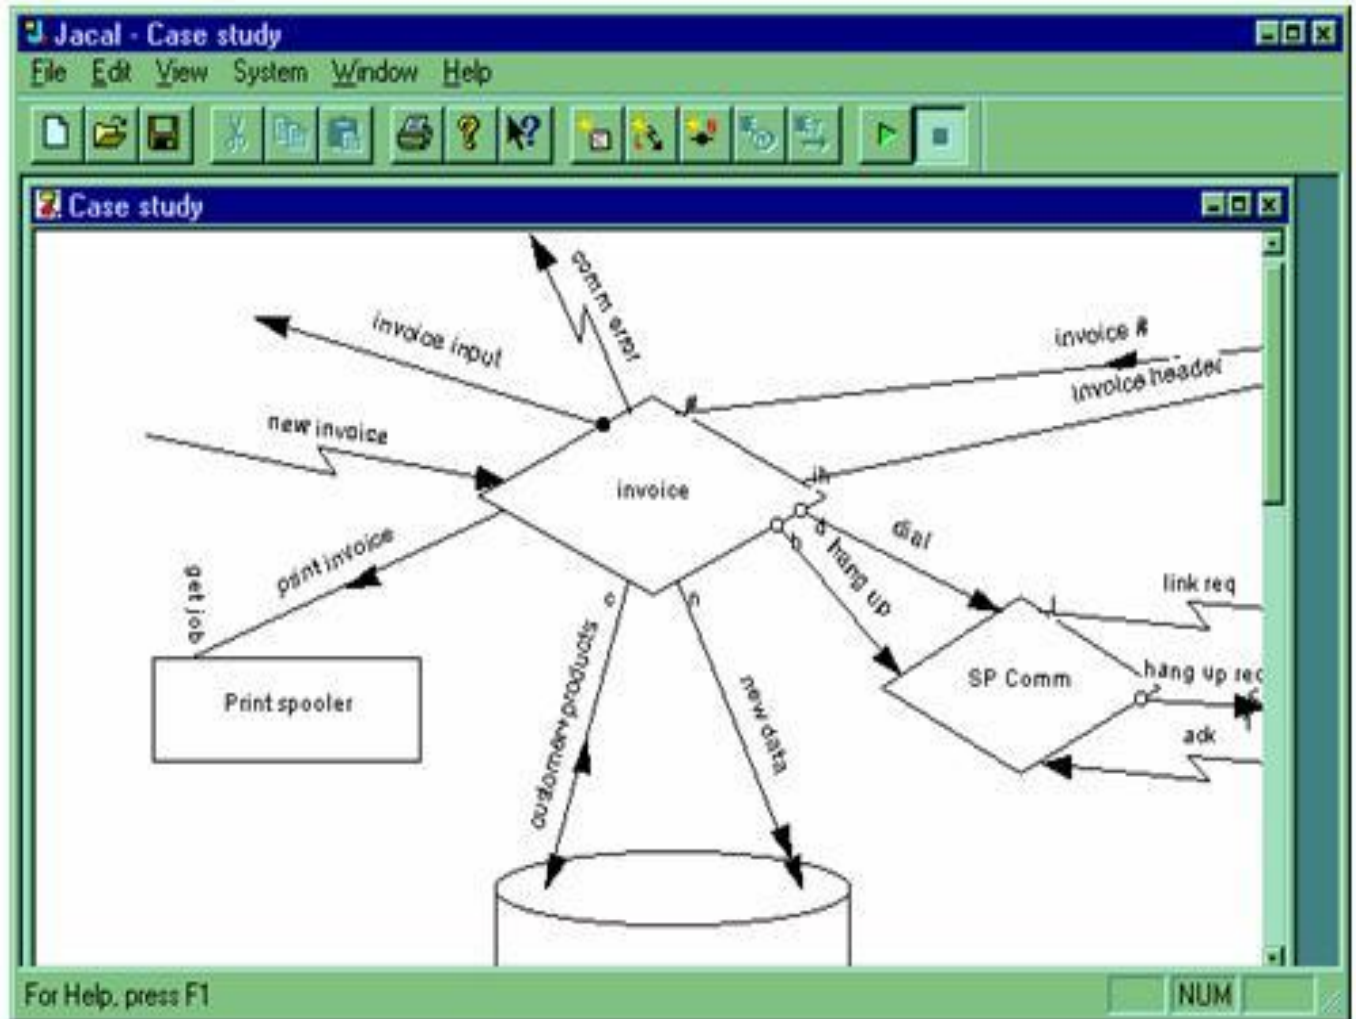 Jacal - Case study
File Edit View System Window Help
Case study
comm error
invoice input
invoice #
invoice header
new invoice
#
ih
invoice
d
h
dial
hang up
print invoice
get job
c
n
link req
l
customer+products
new data
SP Comm
hang up req
Print spooler
ack
For Help, press F1
NUM